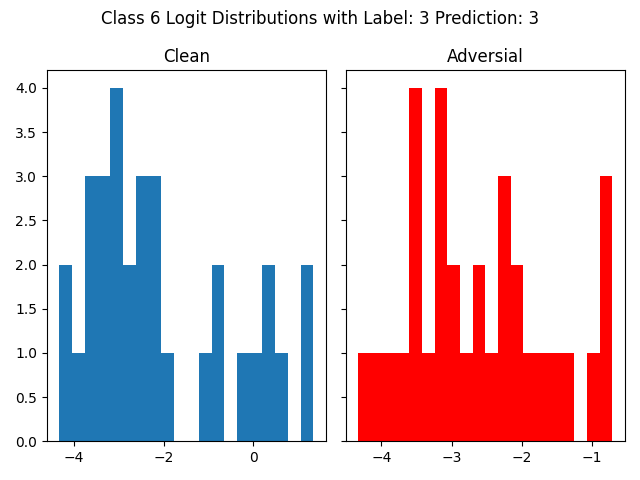 Class 6 Logit Distributions with Label: 3 Prediction: 3
Clean
Adversial
4.0
3.5
3.0
2.5
2.0
1.5
1.0
0.5
0.0
−4 −2 0
−4 −3 −2 −1